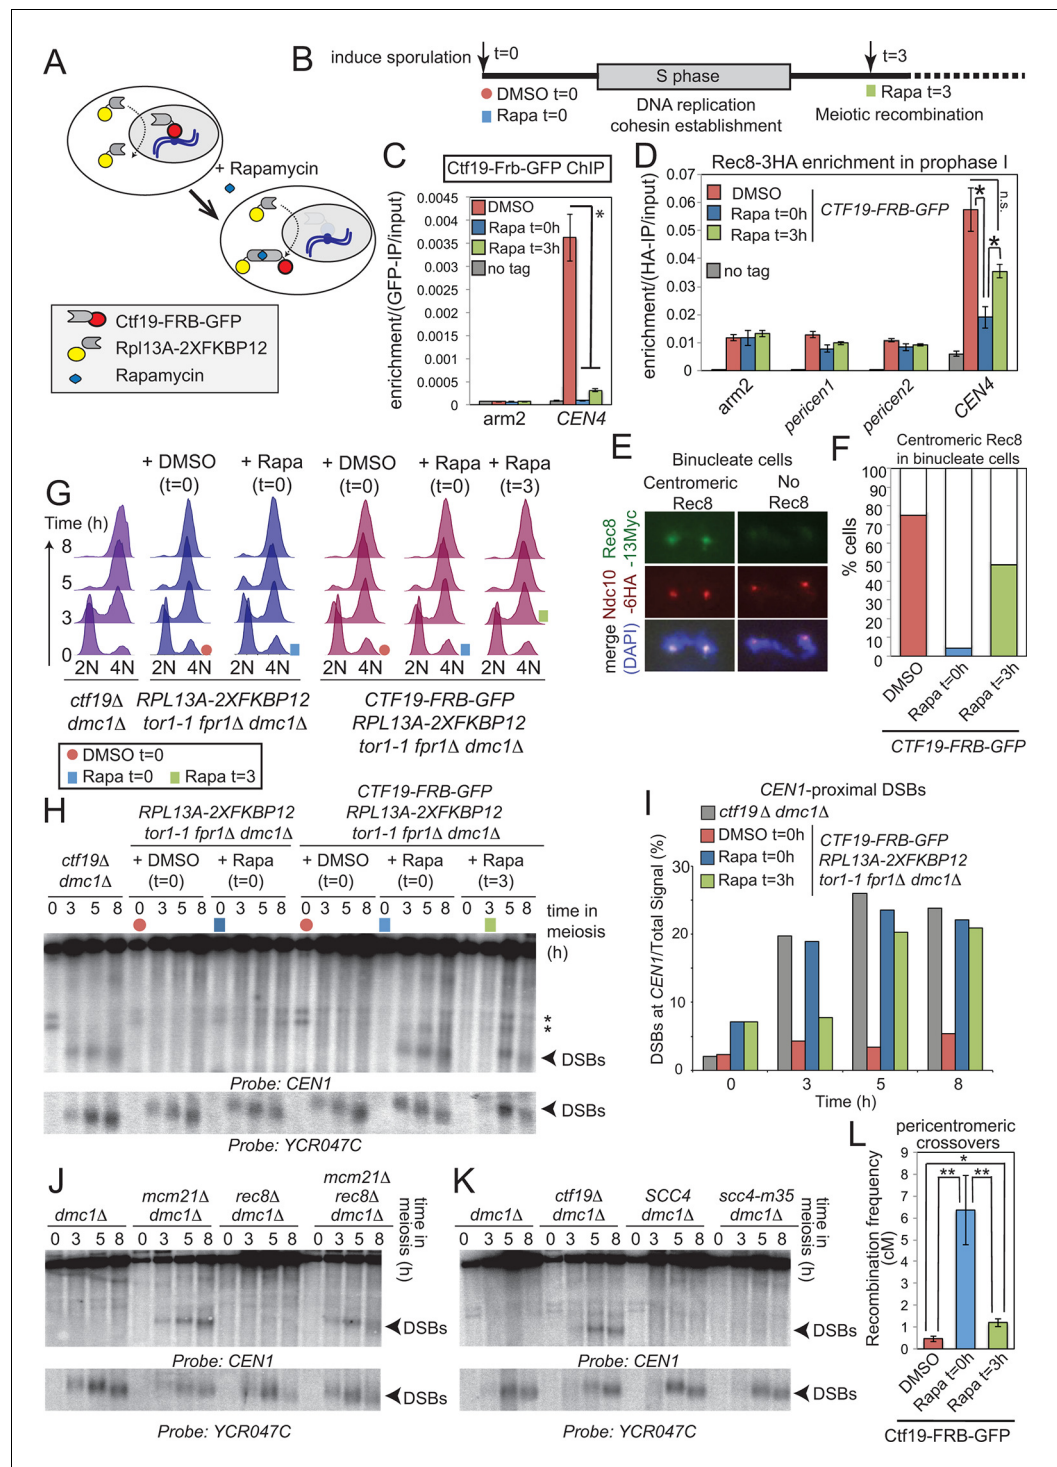 A
+ Rapamycin
Ctf19-FRB-GFP
Rpl13A-2XFKBP12
Rapamycin
B
induce sporulation
t=0
t=3
S phase
DMSO t=0
Rapa t=0
DNA replication
cohesin establishment
Rapa t=3
Meiotic recombination
C
Ctf19-Frb-GFP ChIP
enrichment/(GFP-IP/input)
0.0045
0.004
0.0035
0.003
0.0025
0.002
0.0015
0.001
0.0005
0
DMSO
Rapa t=0h
Rapa t=3h
no tag
*
arm2
CEN4
D
Rec8-3HA enrichment in prophase I
enrichment/(HA-IP/input)
0.07
0.06
0.05
0.04
0.03
0.02
0.01
0
DMSO
Rapa t=0h
Rapa t=3h
CTF19-FRB-GFP
no tag
*
n.s.
*
arm2
pericen1
pericen2
CEN4
E
Binucleate cells
Centromeric
Rec8
No
Rec8
Rec8
-13Myc
Ndc10
-6HA
merge
(DAPI)
F
Centromeric Rec8
in binucleate cells
% cells
100
90
80
70
60
50
40
30
20
10
0
DMSO
Rapa t=0h
Rapa t=3h
CTF19-FRB-GFP
G
+ DMSO
(t=0)
+ Rapa
(t=0)
+ DMSO
(t=0)
+ Rapa
(t=0)
+ Rapa
(t=3)
Time (h)
8
5
3
0
2N 4N 2N 4N 2N 4N 2N 4N 2N 4N 2N 4N
ctf19Δ
dmc1Δ
RPL13A-2XFKBP12
tor1-1 fpr1Δ dmc1Δ
CTF19-FRB-GFP
RPL13A-2XFKBP12
tor1-1 fpr1Δ dmc1Δ
DMSO t=0
Rapa t=0
Rapa t=3
H
RPL13A-2XFKBP12
tor1-1 fpr1Δ dmc1Δ
CTF19-FRB-GFP
RPL13A-2XFKBP12
tor1-1 fpr1Δ dmc1Δ
ctf19Δ
dmc1Δ
+ DMSO
(t=0)
+ Rapa
(t=0)
+ DMSO
(t=0)
+ Rapa
(t=0)
+ Rapa
(t=3)
0 3 5 8 0 3 5 8 0 3 5 8 0 3 5 8 0 3 5 8 0 3 5 8
time in
meiosis
(h)
*
*
DSBs
Probe: CEN1
DSBs
Probe: YCR047C
I
CEN1-proximal DSBs
ctf19Δ dmc1Δ
DMSO t=0h
Rapa t=0h
Rapa t=3h
CTF19-FRB-GFP
RPL13A-2XFKBP12
tor1-1 fpr1Δ dmc1Δ
DSBs at CEN1/Total Signal (%)
30
20
10
0
0
3
5
8
Time (h)
J
dmc1Δ
mcm21Δ
dmc1Δ
rec8Δ
dmc1Δ
mcm21Δ
rec8Δ
dmc1Δ
time in
meiosis (h)
0 3 5 8 0 3 5 8 0 3 5 8 0 3 5 8
DSBs
Probe: CEN1
DSBs
Probe: YCR047C
K
dmc1Δ
ctf19Δ
dmc1Δ
SCC4
dmc1Δ
scc4-m35
dmc1Δ
time in
meiosis (h)
0 3 5 8 0 3 5 8 0 3 5 8 0 3 5 8
DSBs
Probe: CEN1
DSBs
Probe: YCR047C
L
pericentromeric
crossovers
Recombination frequency
(cM)
9
8
7
6
5
4
3
2
1
0
*
**
**
DMSO
Rapa t=0h
Rapa t=3h
Ctf19-FRB-GFP